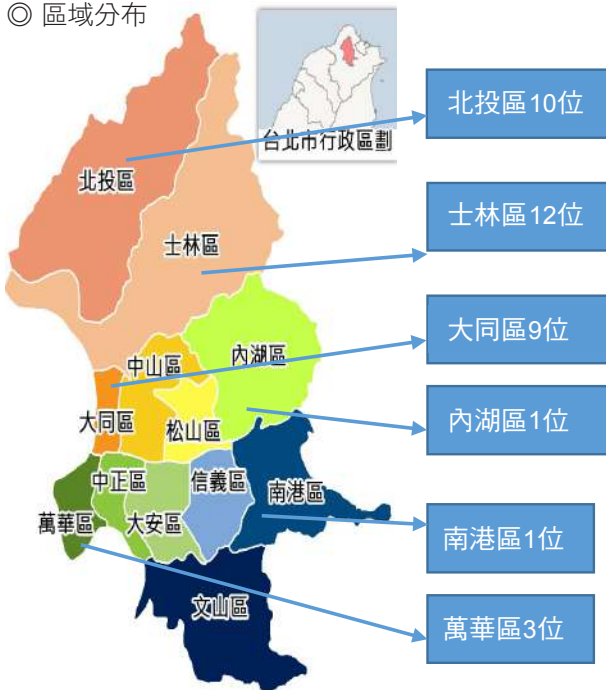 ◎ 區域分布
台北市行政區劃
北投區
士林區
內湖區
中山區
大同區
松山區
中正區
信義區
南港區
萬華區
大安區
文山區
北投區10位
士林區12位
大同區9位
內湖區1位
南港區1位
萬華區3位